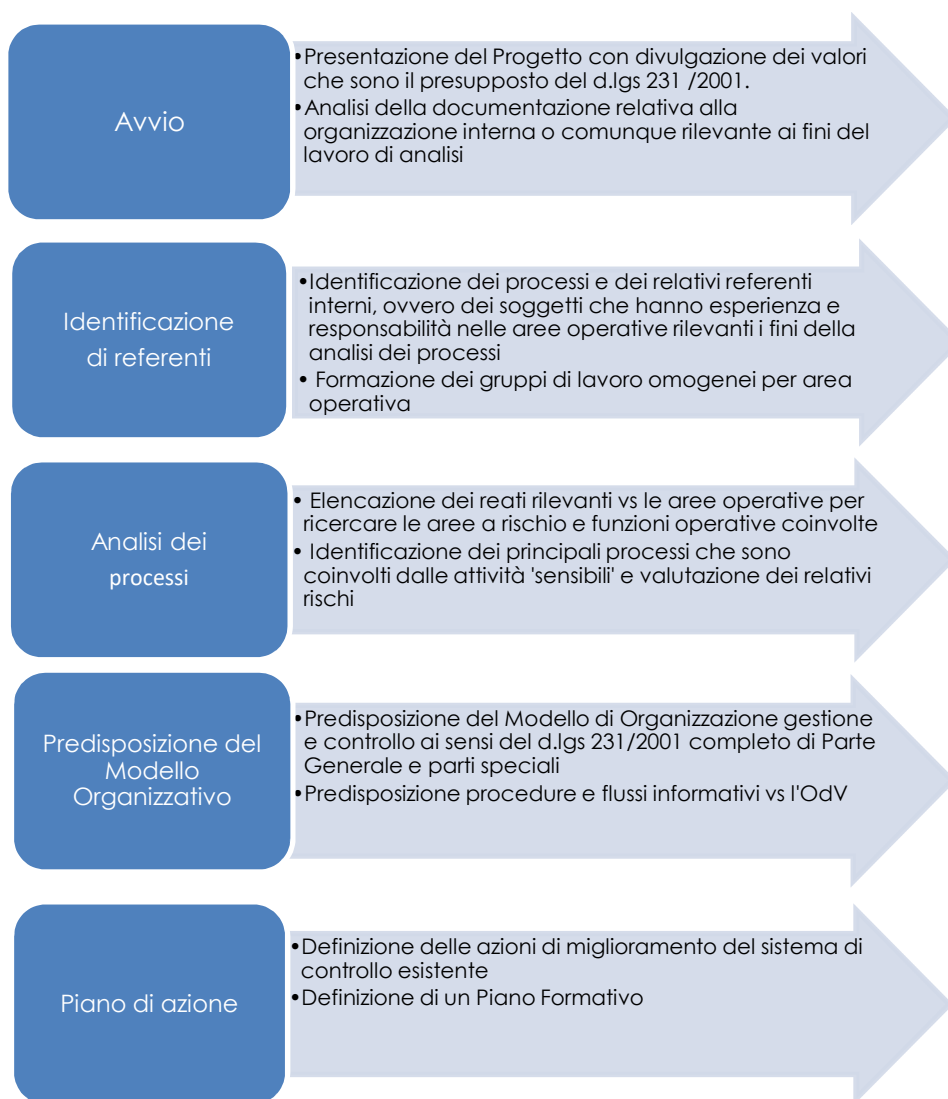 Avvio
•Presentazione del Progetto con divulgazione dei valori
che sono il presupposto del d.lgs 231 /2001.
•Analisi della documentazione relativa alla
organizzazione interna o comunque rilevante ai fini del
lavoro di analisi
Identificazione
di referenti
•Identificazione dei processi e dei relativi referenti
interni, ovvero dei soggetti che hanno esperienza e
responsabilità nelle aree operative rilevanti i fini della
analisi dei processi
• Formazione dei gruppi di lavoro omogenei per area
operativa
Analisi dei
processi
• Elencazione dei reati rilevanti vs le aree operative per
ricercare le aree a rischio e funzioni operative coinvolte
• Identificazione dei principali processi che sono
coinvolti dalle attività 'sensibili' e valutazione dei relativi
rischi
Predisposizione del
Modello
Organizzativo
•Predisposizione del Modello di Organizzazione gestione
e controllo ai sensi del d.lgs 231/2001 completo di Parte
Generale e parti speciali
•Predisposizione procedure e flussi informativi vs l'OdV
Piano di azione
•Definizione delle azioni di miglioramento del sistema di
controllo esistente
•Definizione di un Piano Formativo